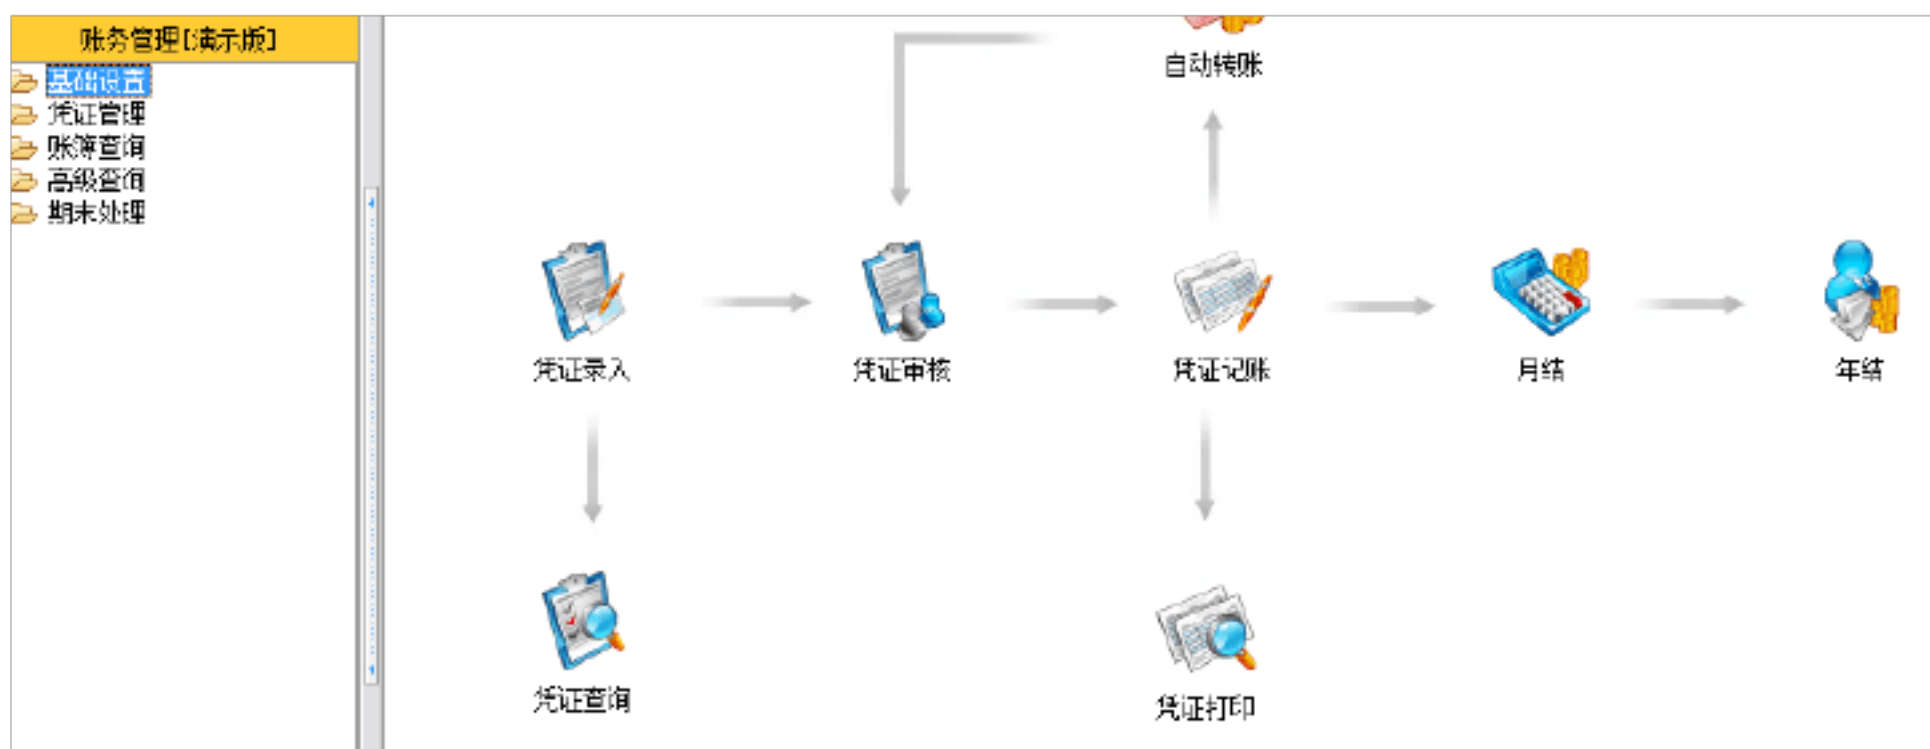 账务管理[演示版]
基础设置
凭证管理
账簿查询
高级查询
期末处理
自动转账
凭证录入
凭证审核
凭证记账
月结
年结
凭证查询
凭证打印